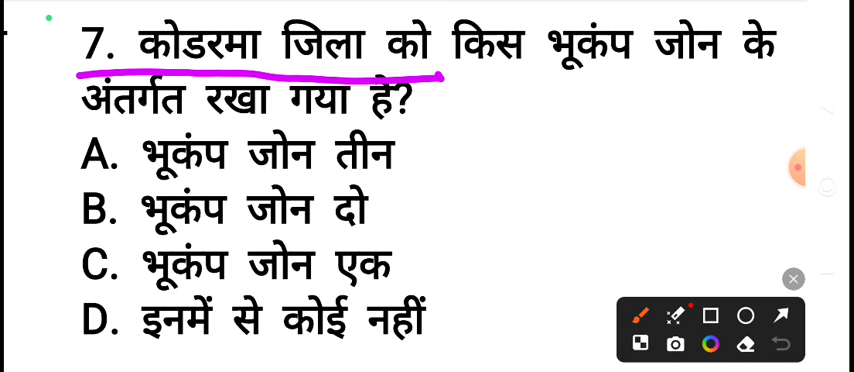 7. कोडरमा जिला को किस भूकंप जोन के
अंतर्गत रखा गया है?
A. भूकंप जोन तीन
B. भूकंप जोन दो
C. भूकंप जोन एक
D. इनमें से कोई नहीं